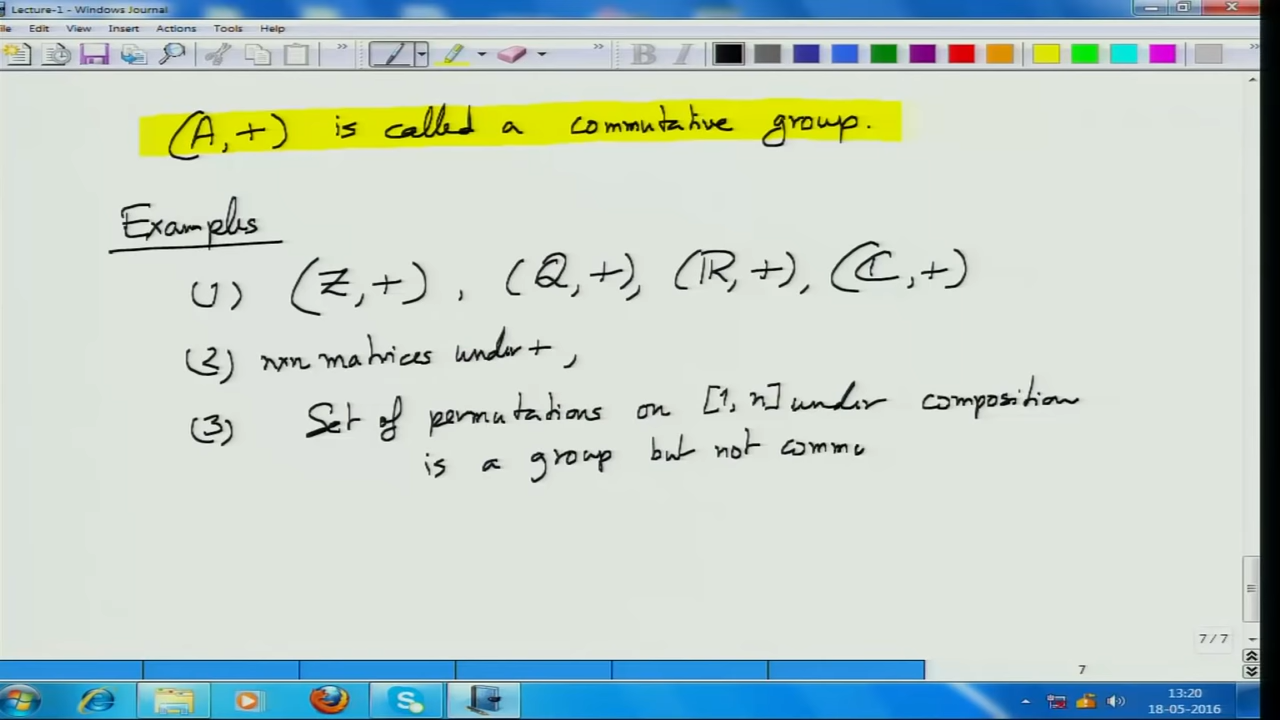 Lecture-1 - Windows Journal
ile Edit View Insert Actions Tools Help
(A, +) is called a commutative group.
Examples
(1) (ℤ, +), (ℚ, +), (ℝ, +), (ℂ, +)
(2) n×n matrices under +,
(3) Set of permutations on [1, n] under composition
is a group but not commu
7 / 7
7
13:20
18-05-2016